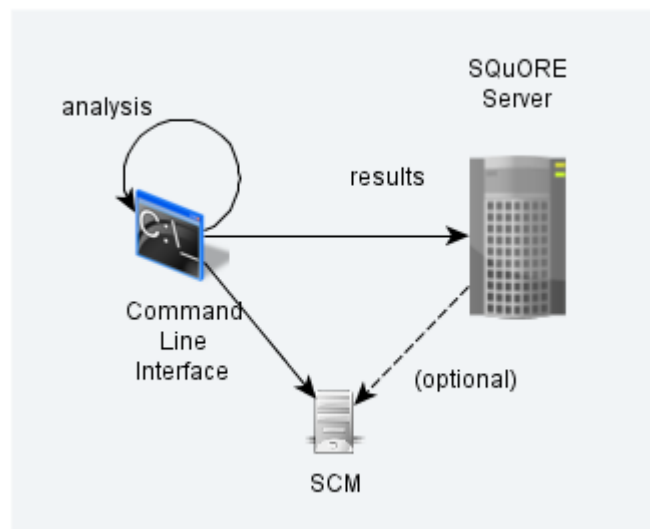 SQuORE
Server
analysis
results
C:\_
Command
Line
Interface
(optional)
SCM